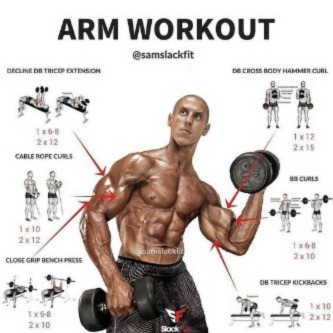 ARM WORKOUT
@samslackfit
DECLINE DB TRICEP EXTENSION
1 x 6-8
2 x 12
CABLE ROPE CURLS
1 x 10
2 x 12
CLOSE GRIP BENCH PRESS
1 x 6-8
2 x 10
DB CROSS BODY HAMMER CURL
1 x 12
2 x 15
BB CURLS
1 x 6-8
2 x 10
DB TRICEP KICKBACKS
1 x 10
2 x 12
@samslackfit